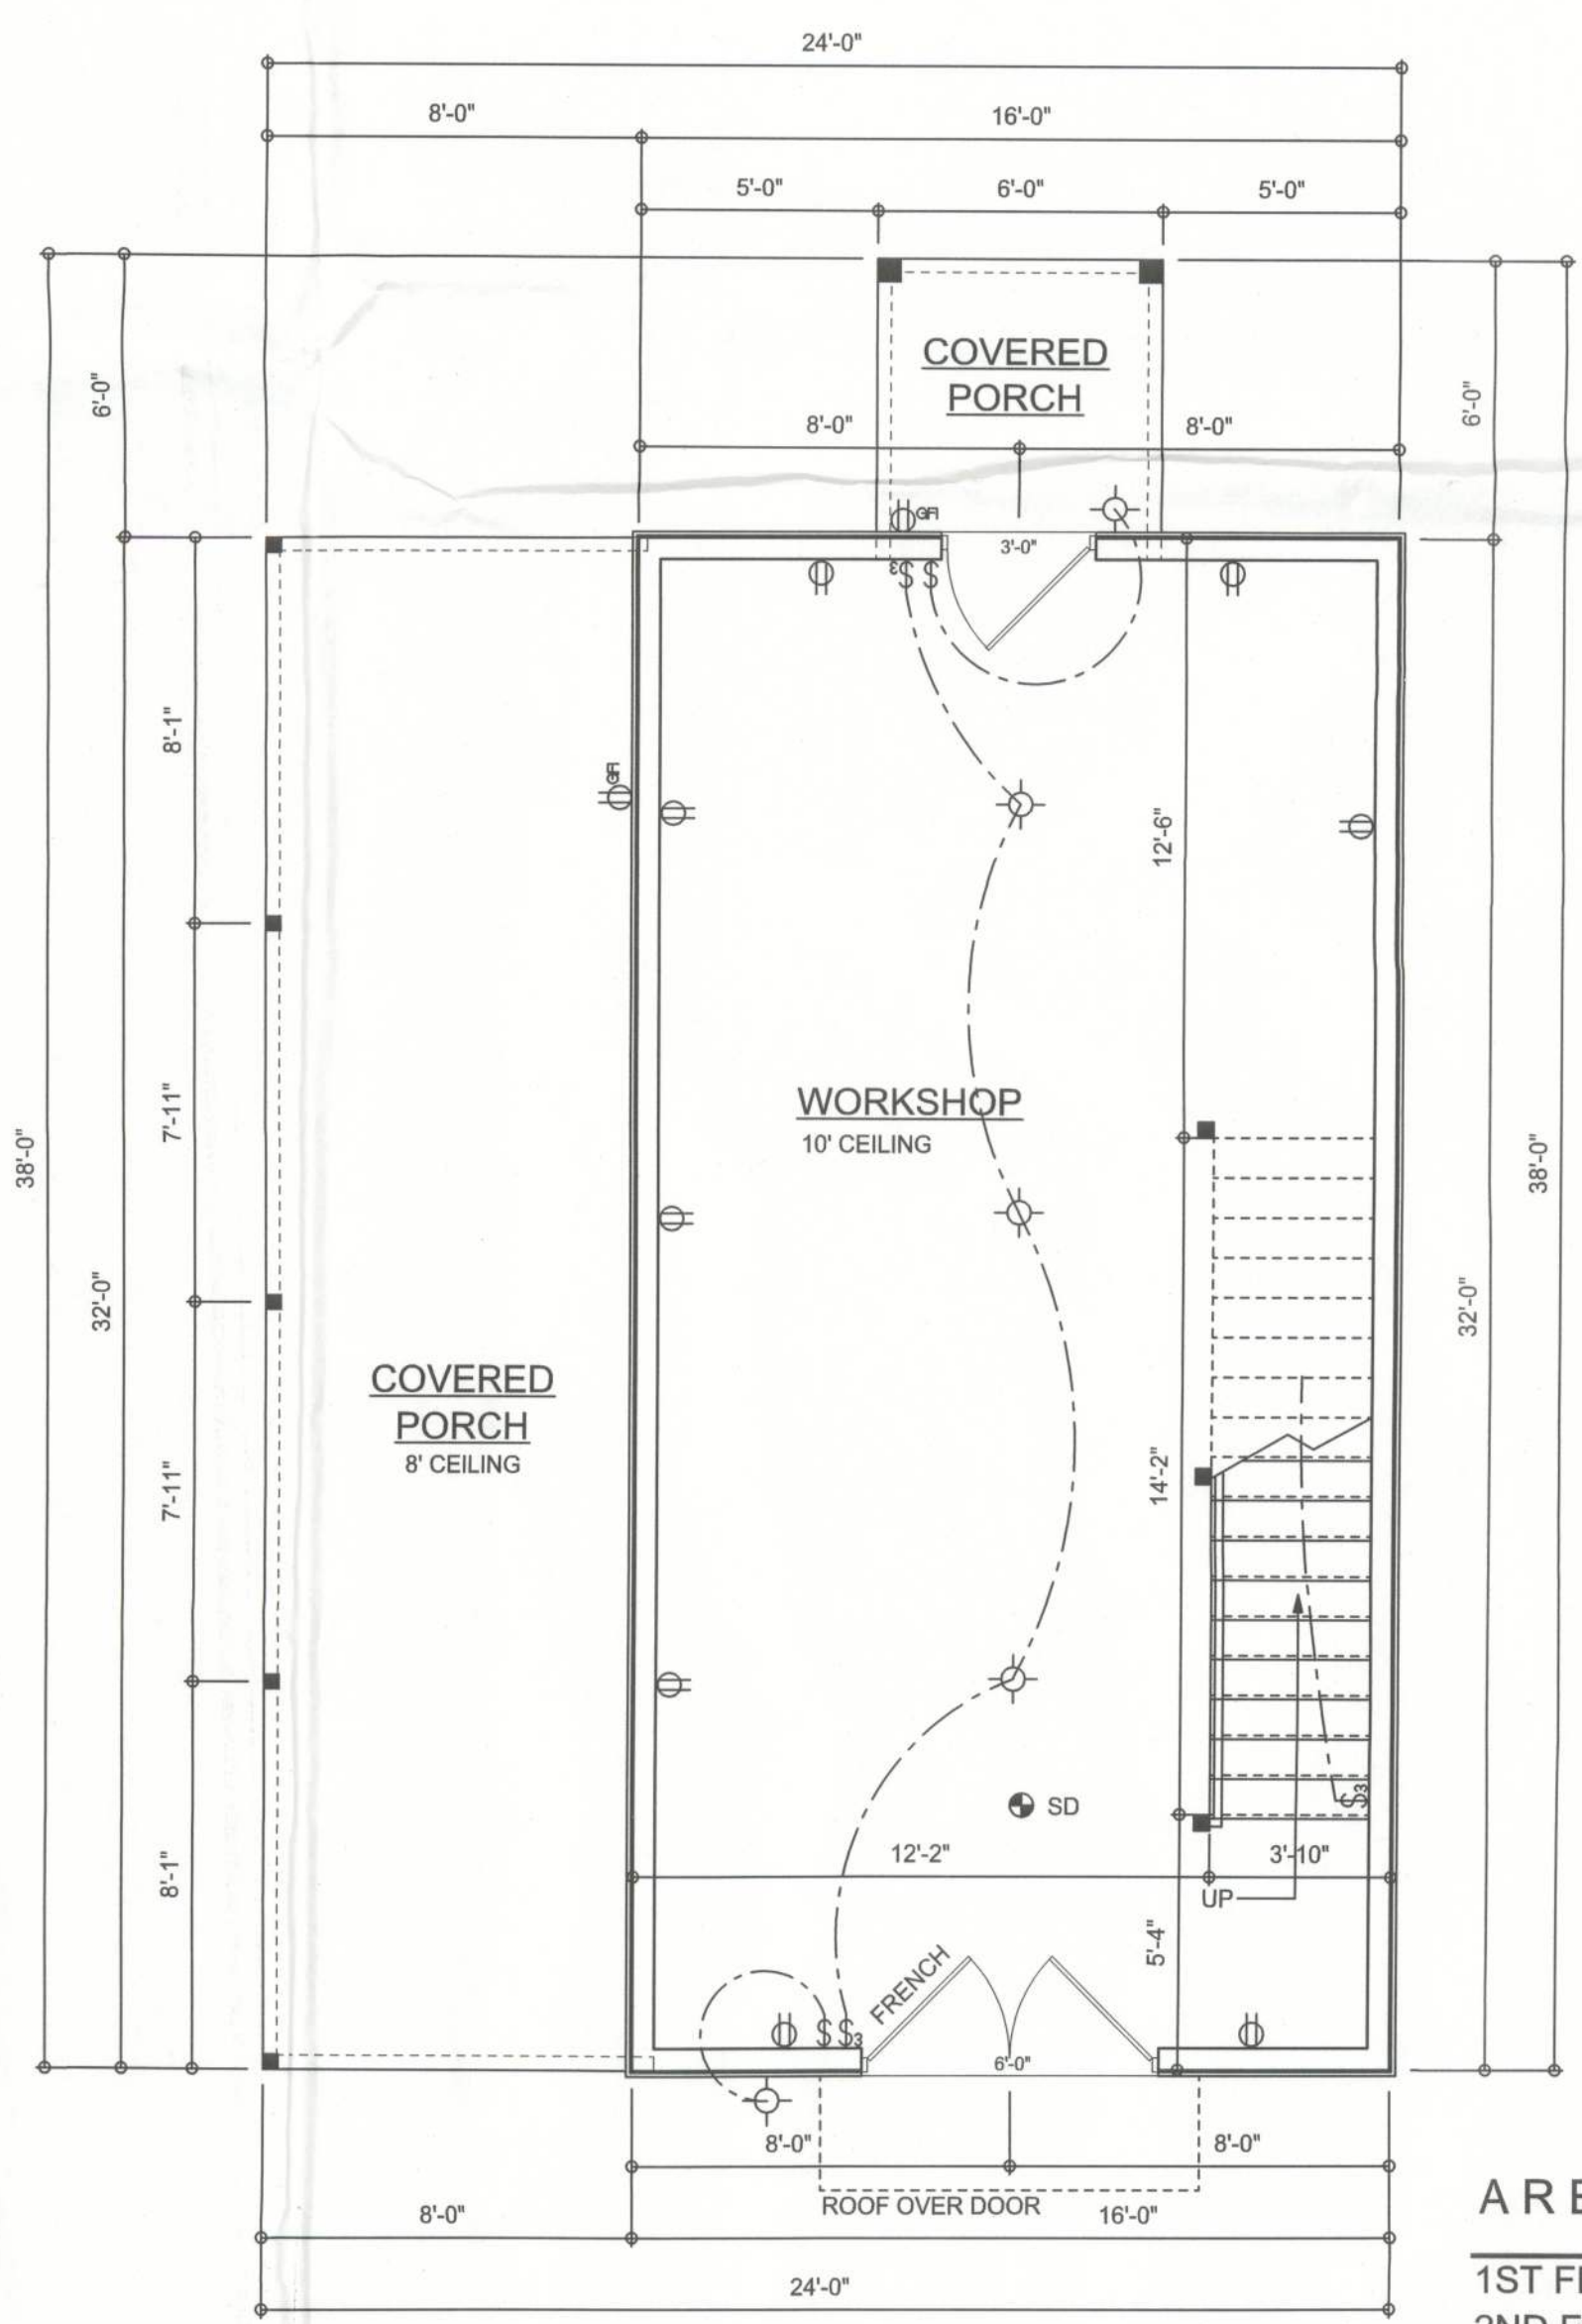 24'-0"
8'-0" 16'-0"
5'-0" 6'-0" 5'-0"
COVERED
PORCH
6'-0"
6'-0"
8'-0" 8'-0"
GFI
3'-0"
$3 $
8'-1"
GFI
12'-6"
WORKSHOP
10' CEILING
7'-11"
38'-0"
38'-0"
32'-0"
32'-0"
COVERED
PORCH
8' CEILING
7'-11"
14'-2"
$3
SD
12'-2" 3'-10"
8'-1"
UP
5'-4"
FRENCH
$ $3
6'-0"
8'-0" 8'-0"
ROOF OVER DOOR
8'-0" 16'-0"
24'-0"
1ST